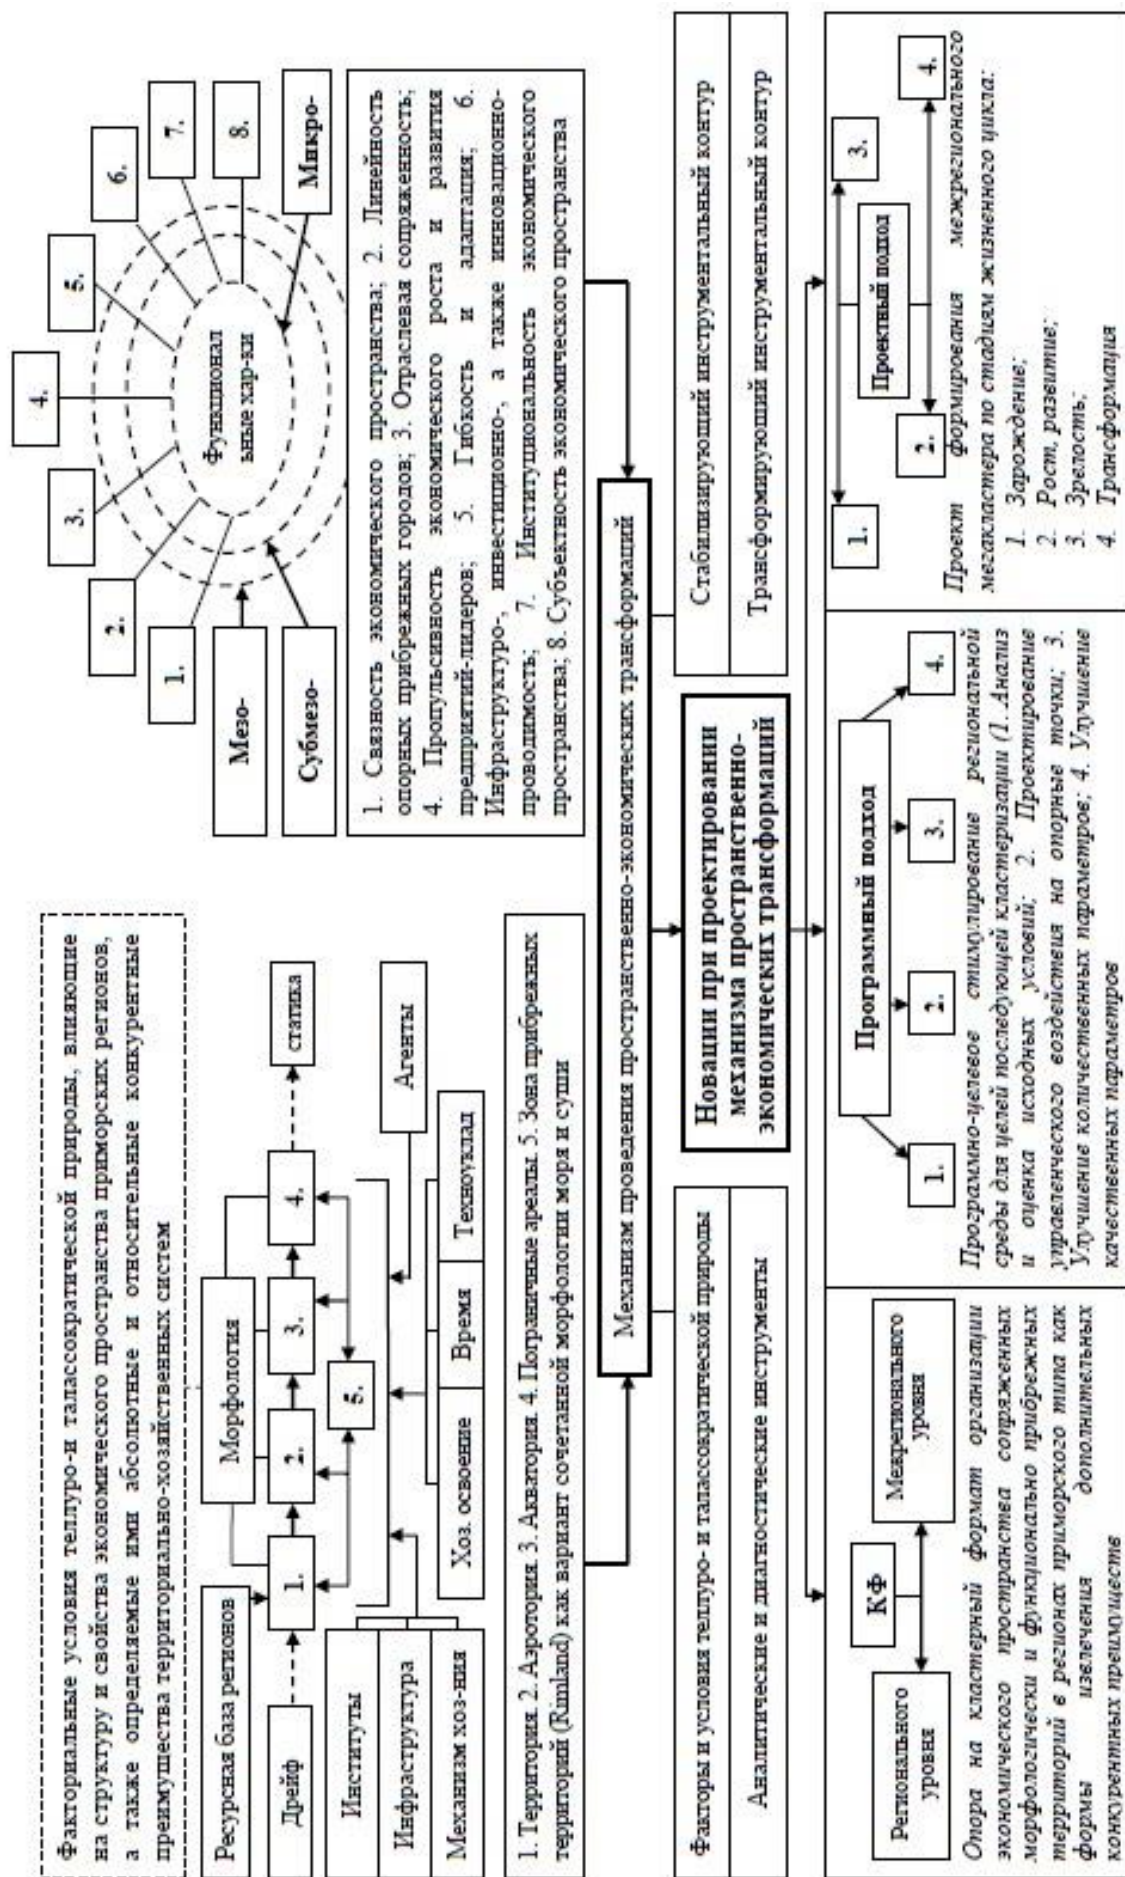 Факториальные условия теллуро-и талассократической природы, влияющие
на структуру и свойства экономического пространства приморских регионов,
а также определяемые ими абсолютные и относительные конкурентные
преимущества территориально-хозяйственных систем
Ресурсная база регионов
Морфология
Дрейф
1.
2.
3.
4.
статика
5.
Институты
Инфраструктура
Механизм хоз-ния
Хоз. освоение
Время
Техноуклад
Агенты
1. Территория. 2. Аэротория. 3. Акватория. 4. Пограничные ареалы. 5. Зона прибрежных
территорий (Rimland) как вариант сочетанной морфологии моря и суши
1.
2.
3.
4.
5.
6.
7.
8.
Функционал
ьные хар-ки
Мезо-
Субмезо-
Микро-
1. Связность экономического пространства; 2. Линейность
опорных прибрежных городов; 3. Отраслевая сопряженность;
4. Пропульсивность экономического роста и развития
предприятий-лидеров; 5. Гибкость и адаптация; 6.
Инфраструктуро-, инвестиционно-, а также инновационно-
проводимость; 7. Институциональность экономического
пространства; 8. Субъектность экономического пространства
Механизм проведения пространственно-экономических трансформаций
Факторы и условия теллуро- и талассократической природы
Аналитические и диагностические инструменты
Новации при проектировании
механизма пространственно-
экономических трансформаций
Стабилизирующий инструментальный контур
Трансформирующий инструментальный контур
КФ
Регионального
уровня
Межрегионального
уровня
Опора на кластерный формат организации
экономического пространства сопряженных
морфологически и функционально прибрежных
территорий в регионах приморского типа как
формы извлечения дополнительных
конкурентных преимуществ
Программный подход
1.
2.
3.
4.
Программно-целевое стимулирование региональной
среды для целей последующей кластеризации (1. Анализ
и оценка исходных условий; 2. Проектирование
управленческого воздействия на опорные точки; 3.
Улучшение количественных параметров; 4. Улучшение
качественных параметров
1.
3.
Проектный подход
2.
4.
Проект формирования межрегионального
мегакластера по стадиям жизненного цикла:
1. Зарождение;
2. Рост, развитие;
3. Зрелость;
4. Трансформация